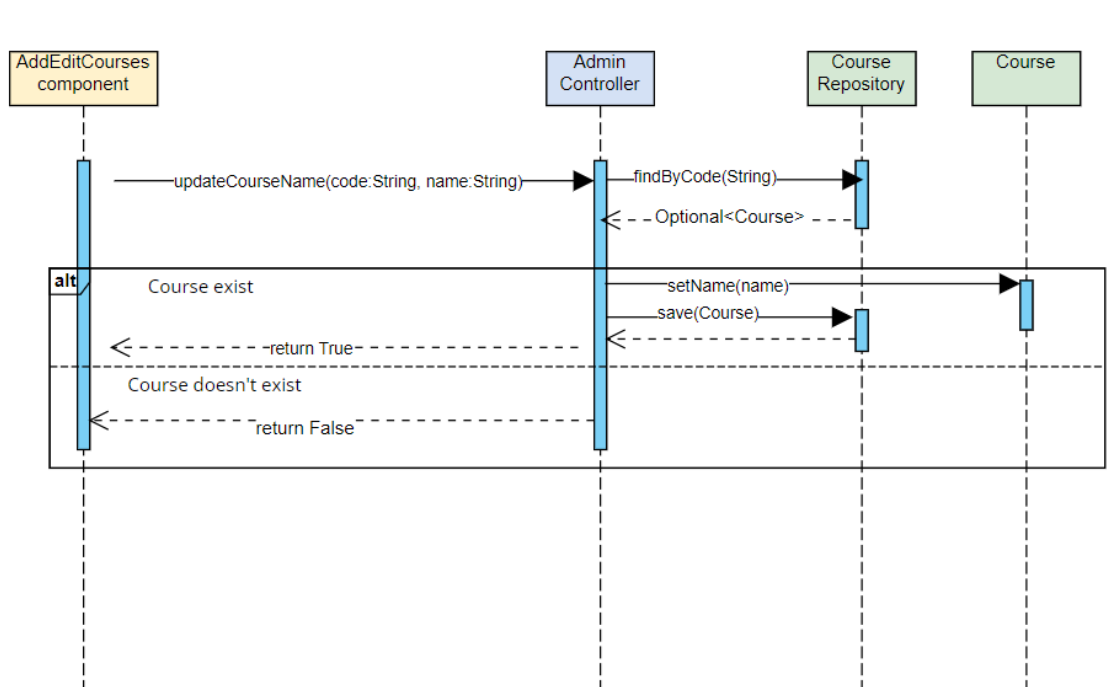 AddEditCourses
component
Admin
Controller
Course
Repository
Course
updateCourseName(code:String, name:String)
findByCode(String)
Optional<Course>
alt
Course exist
setName(name)
save(Course)
return True
Course doesn't exist
return False